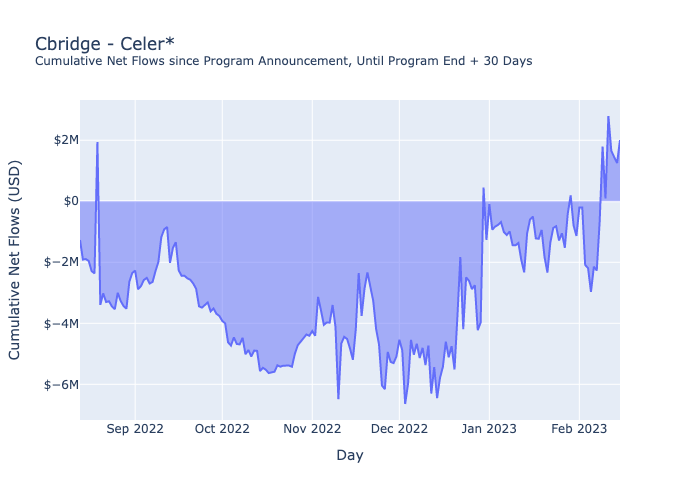 Cbridge - Celer*
Cumulative Net Flows since Program Announcement, Until Program End + 30 Days
Cumulative Net Flows (USD)
$2M
$0
$−2M
$−4M
$−6M
Sep 2022 Oct 2022 Nov 2022 Dec 2022 Jan 2023 Feb 2023
Day